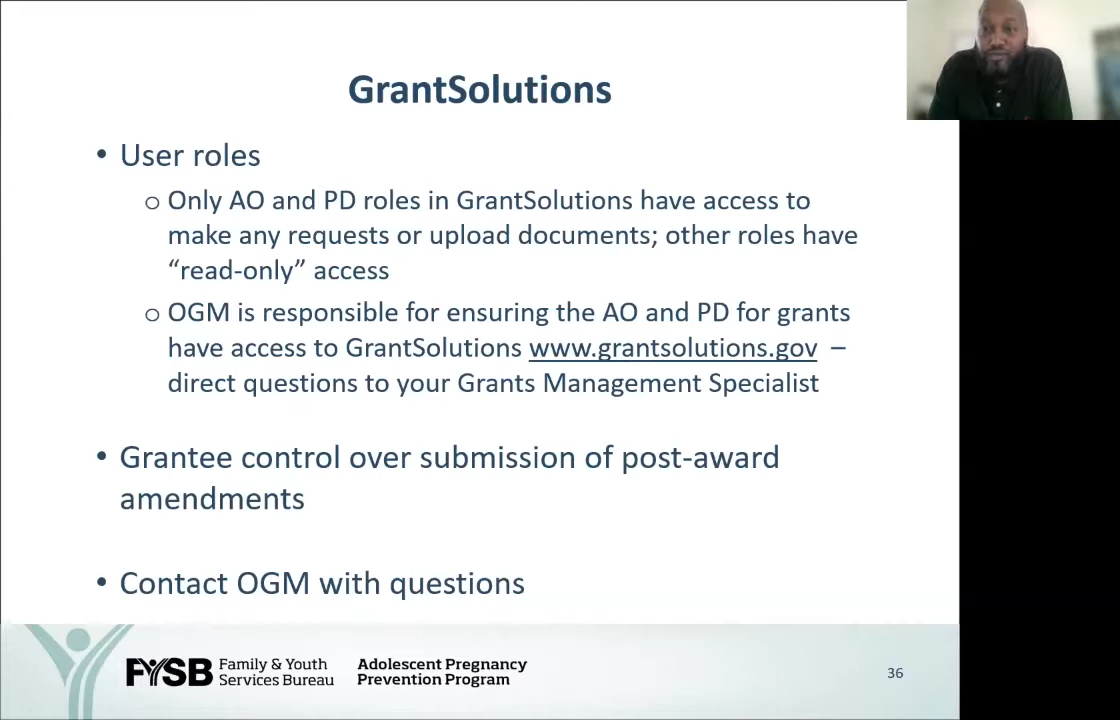 GrantSolutions
• User roles
o Only AO and PD roles in GrantSolutions have access to
make any requests or upload documents; other roles have
“read-only” access
o OGM is responsible for ensuring the AO and PD for grants
have access to GrantSolutions www.grantsolutions.gov –
direct questions to your Grants Management Specialist
• Grantee control over submission of post-award
amendments
• Contact OGM with questions
FYSB Family & Youth
Services Bureau
Adolescent Pregnancy
Prevention Program
36